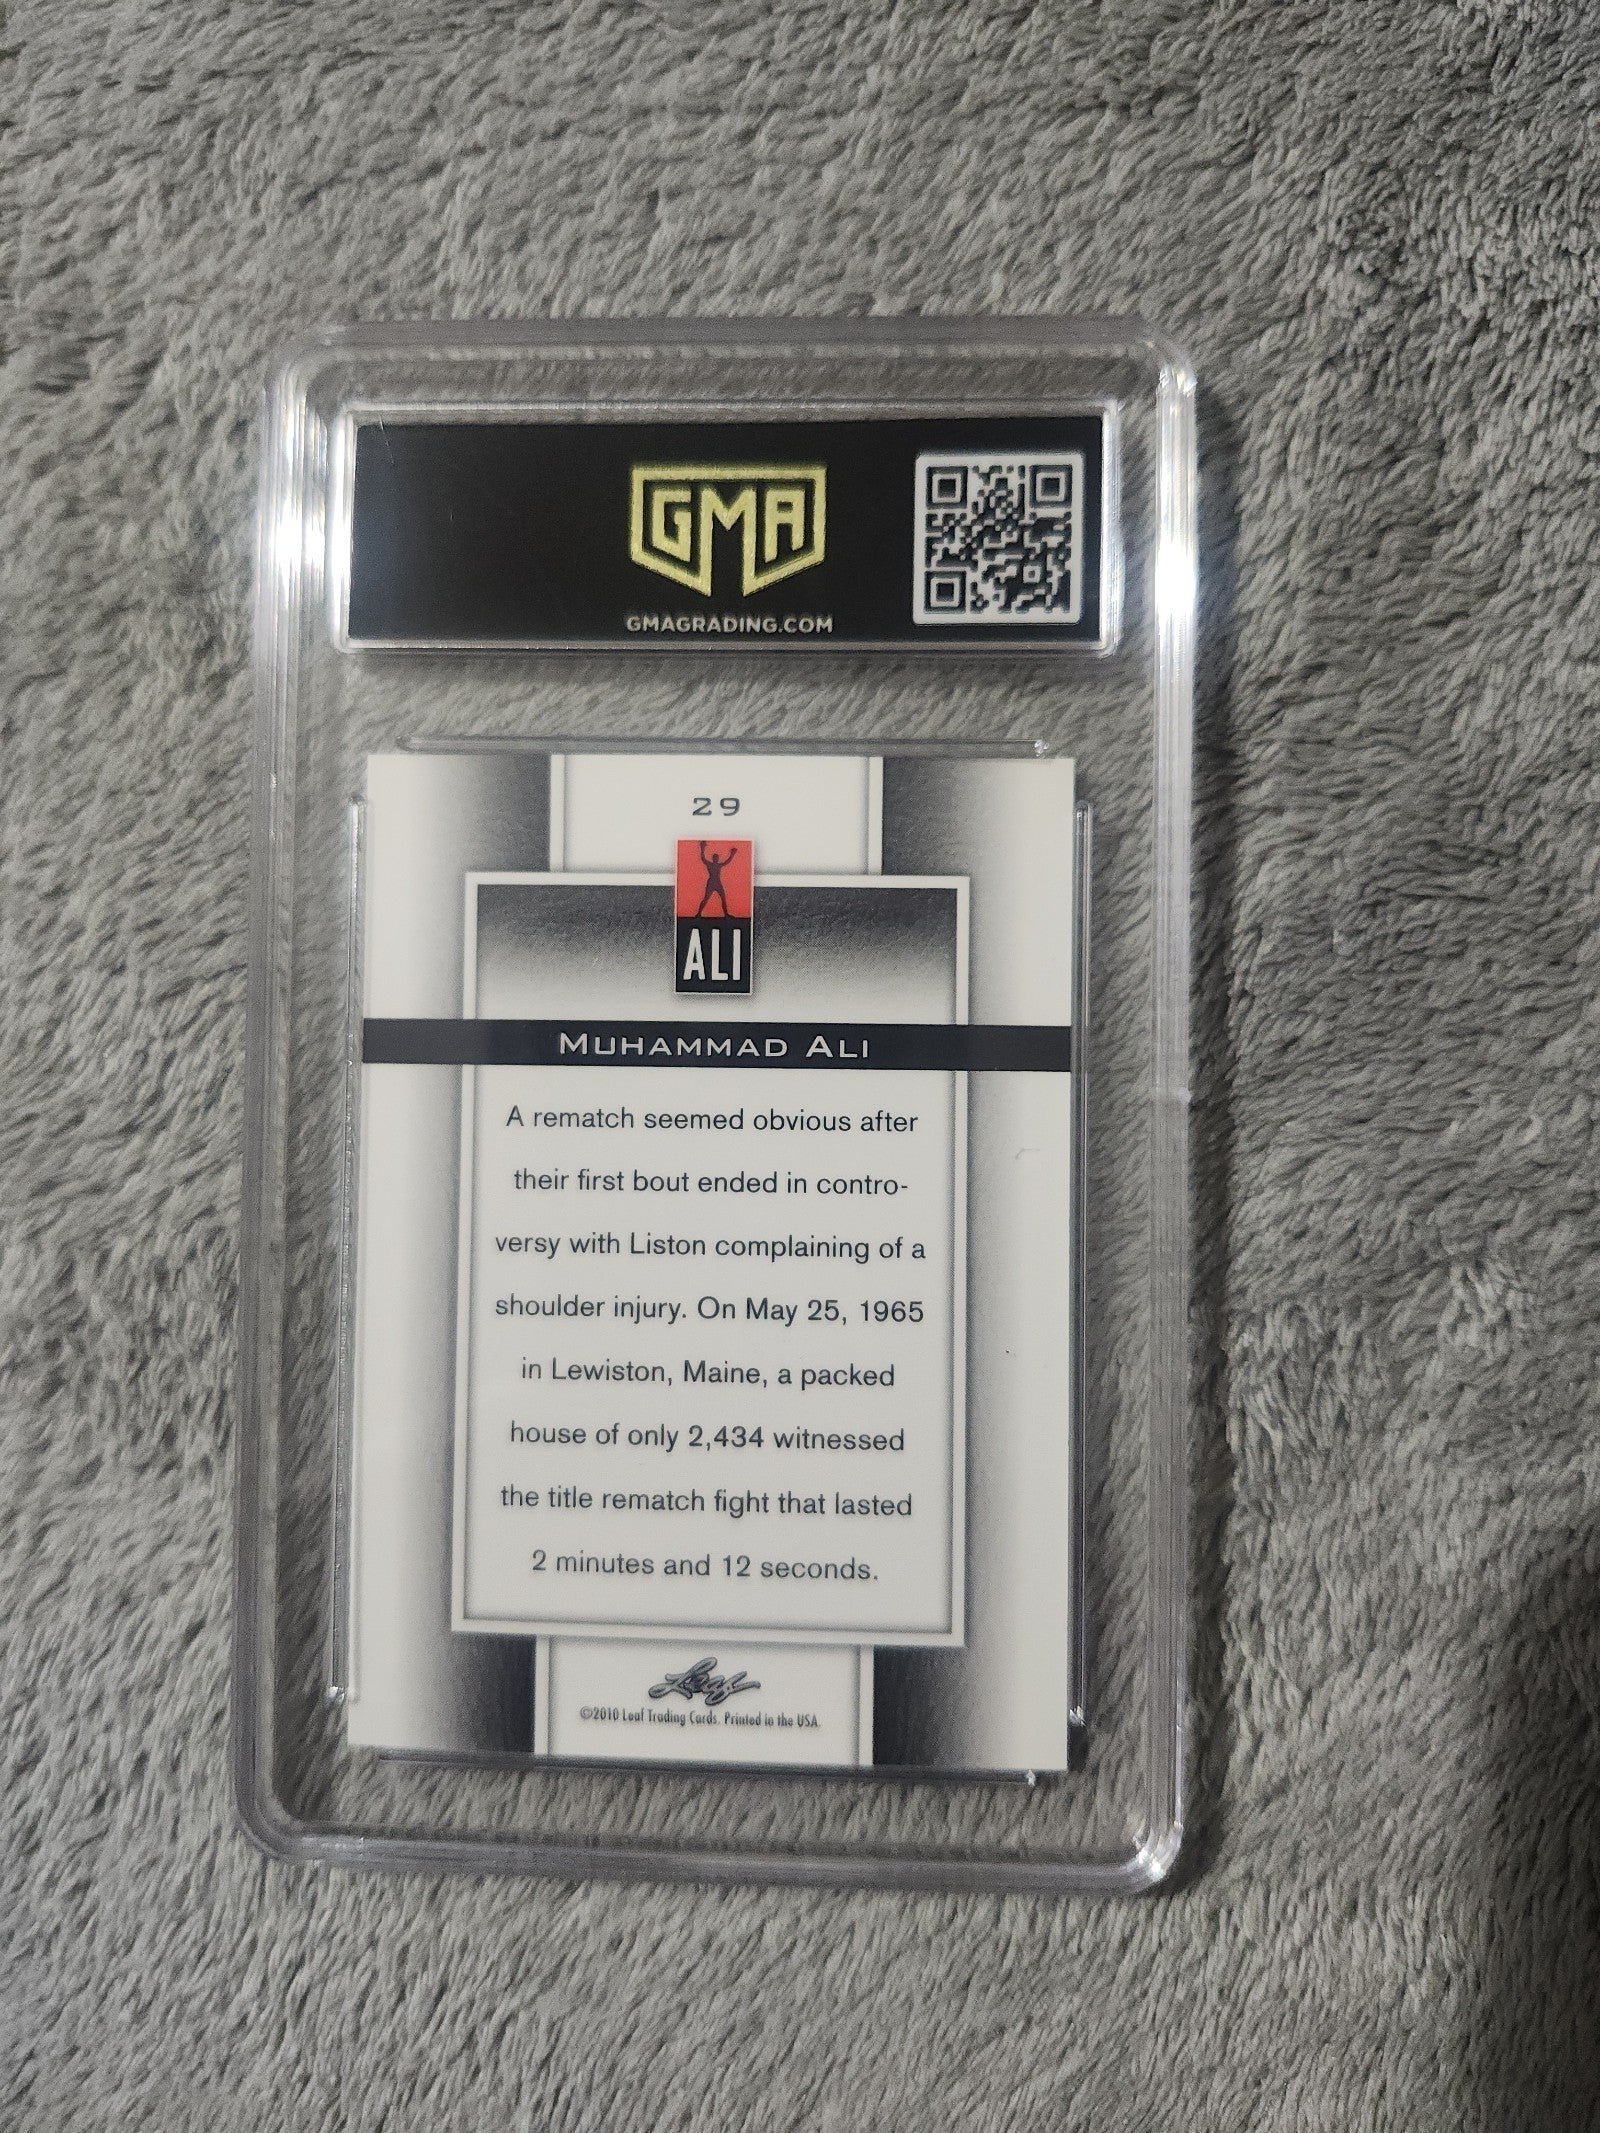 GMA
GMAGRADING.COM
29
ALI
MUHAMMAD ALI
A rematch seemed obvious after
their first bout ended in contro-
versy with Liston complaining of a
shoulder injury. On May 25, 1965
in Lewiston, Maine, a packed
house of only 2,434 witnessed
the title rematch fight that lasted
2 minutes and 12 seconds.
Leaf
©2010 Leaf Trading Cards. Printed in the USA